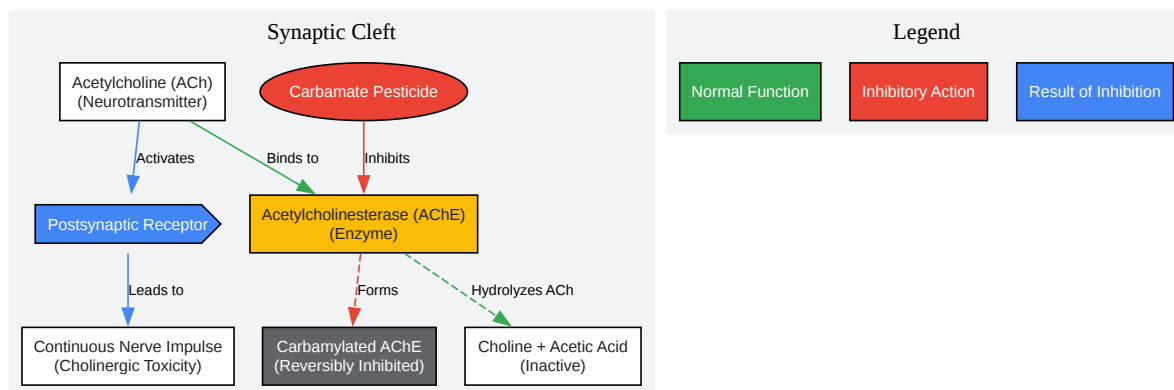 Synaptic Cleft
Legend
Acetylcholine (ACh)
(Neurotransmitter)
Carbamate Pesticide
Normal Function
Inhibitory Action
Result of Inhibition
Activates
Binds to
Inhibits
Postsynaptic Receptor
Acetylcholinesterase (AChE)
(Enzyme)
Leads to
Forms
Hydrolyzes ACh
Continuous Nerve Impulse
(Cholinergic Toxicity)
Carbamylated AChE
(Reversibly Inhibited)
Choline + Acetic Acid
(Inactive)